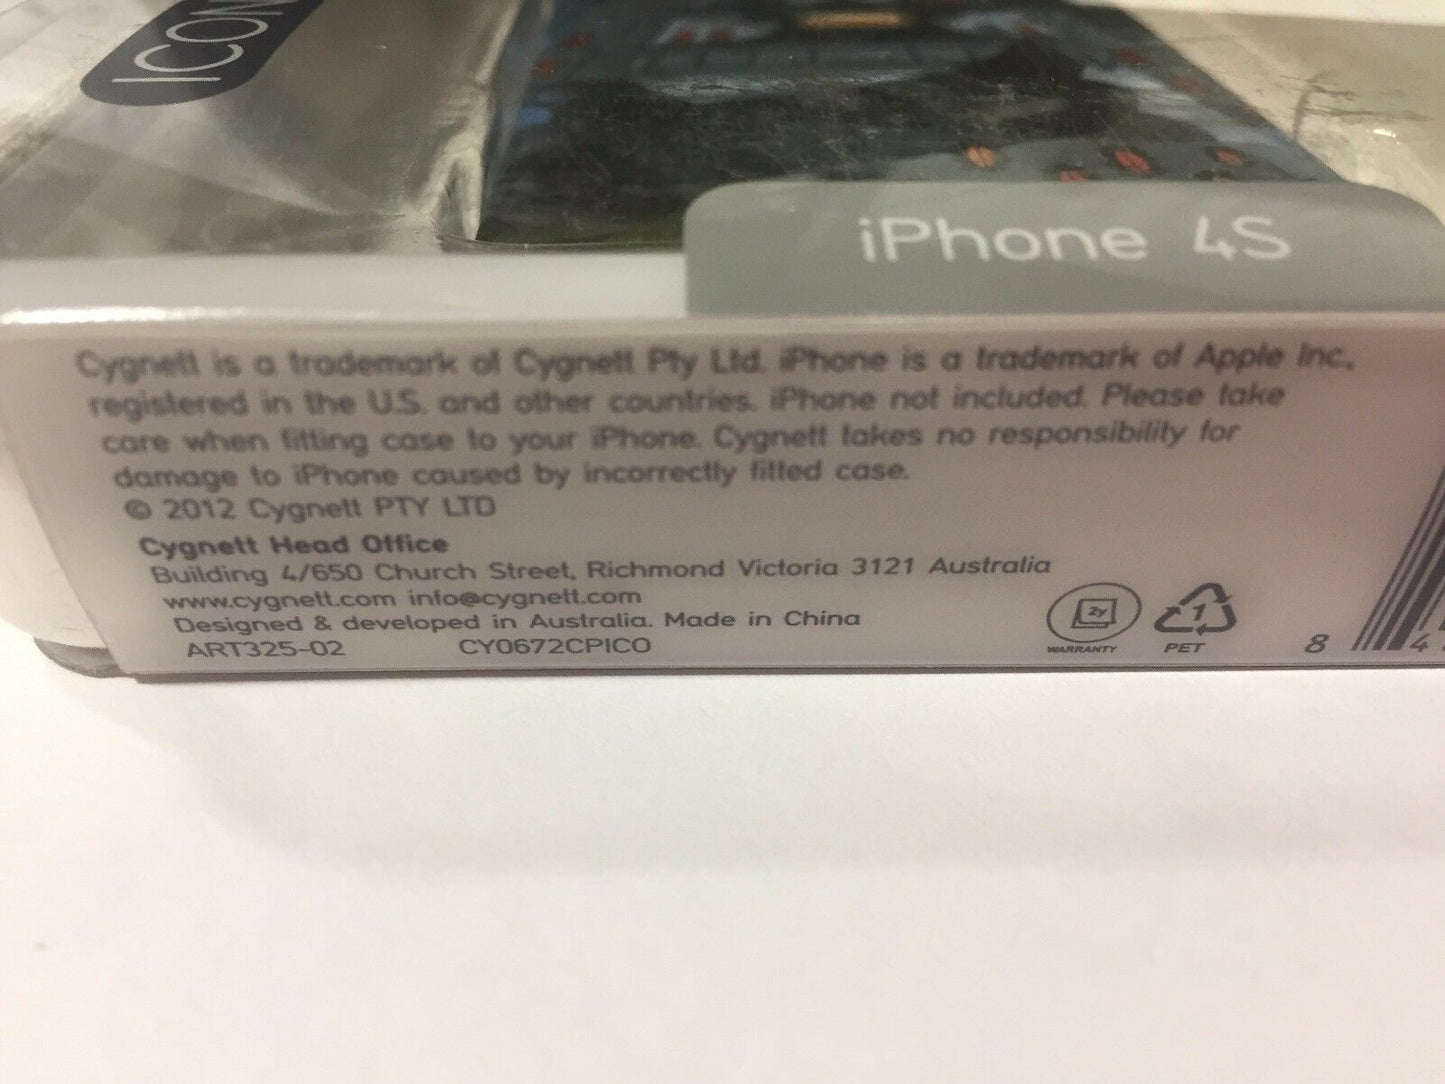 ICON
iPhone 4S
Cygnett is a trademark of Cygnett Pty Ltd. iPhone is a trademark of Apple Inc.,
registered in the U.S. and other countries. iPhone not included. Please take
care when fitting case to your iPhone. Cygnett takes no responsibility for
damage to iPhone caused by incorrectly fitted case.
© 2012 Cygnett PTY LTD
Cygnett Head Office
Building 4/650 Church Street, Richmond Victoria 3121 Australia
www.cygnett.com info@cygnett.com
Designed & developed in Australia. Made in China
ART325-02 CY0672CPICO
2y
WARRANTY
1
PET
8 4